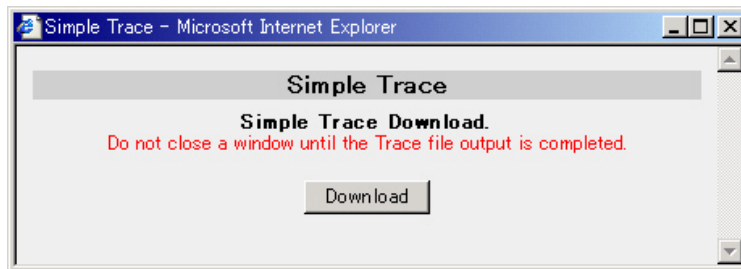 Simple Trace - Microsoft Internet Explorer
Simple Trace
Simple Trace Download.
Do not close a window until the Trace file output is completed.
Download